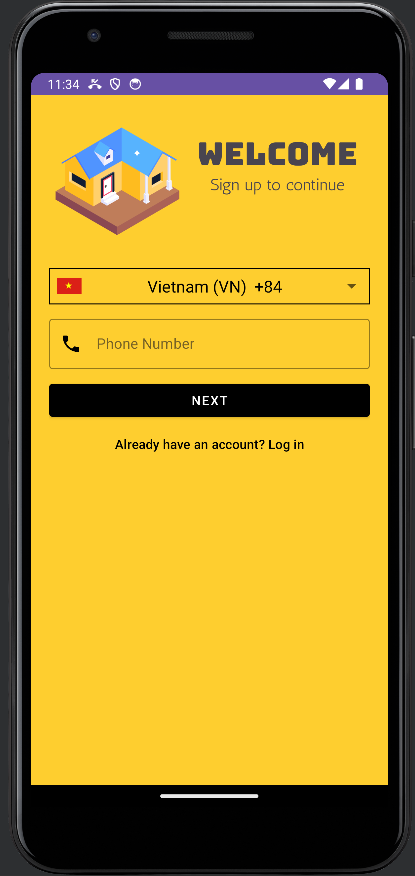 11:34
WELCOME
Sign up to continue
Vietnam (VN) +84
Phone Number
NEXT
Already have an account? Log in